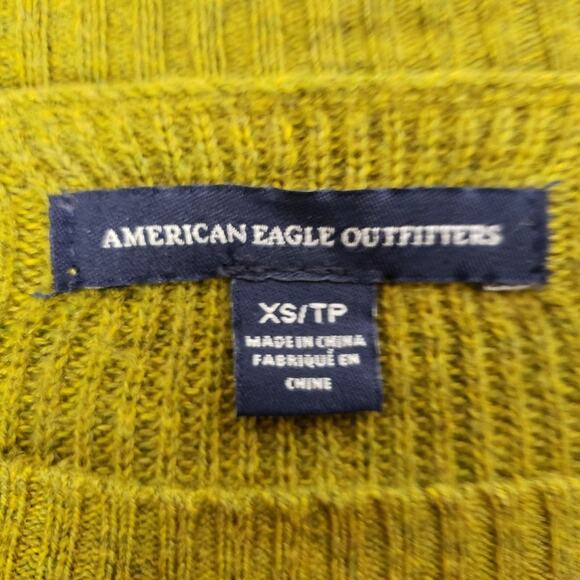 AMERICAN EAGLE OUTFITTERS
XS/TP
MADE IN CHINA
FABRIQUÉ EN
CHINE